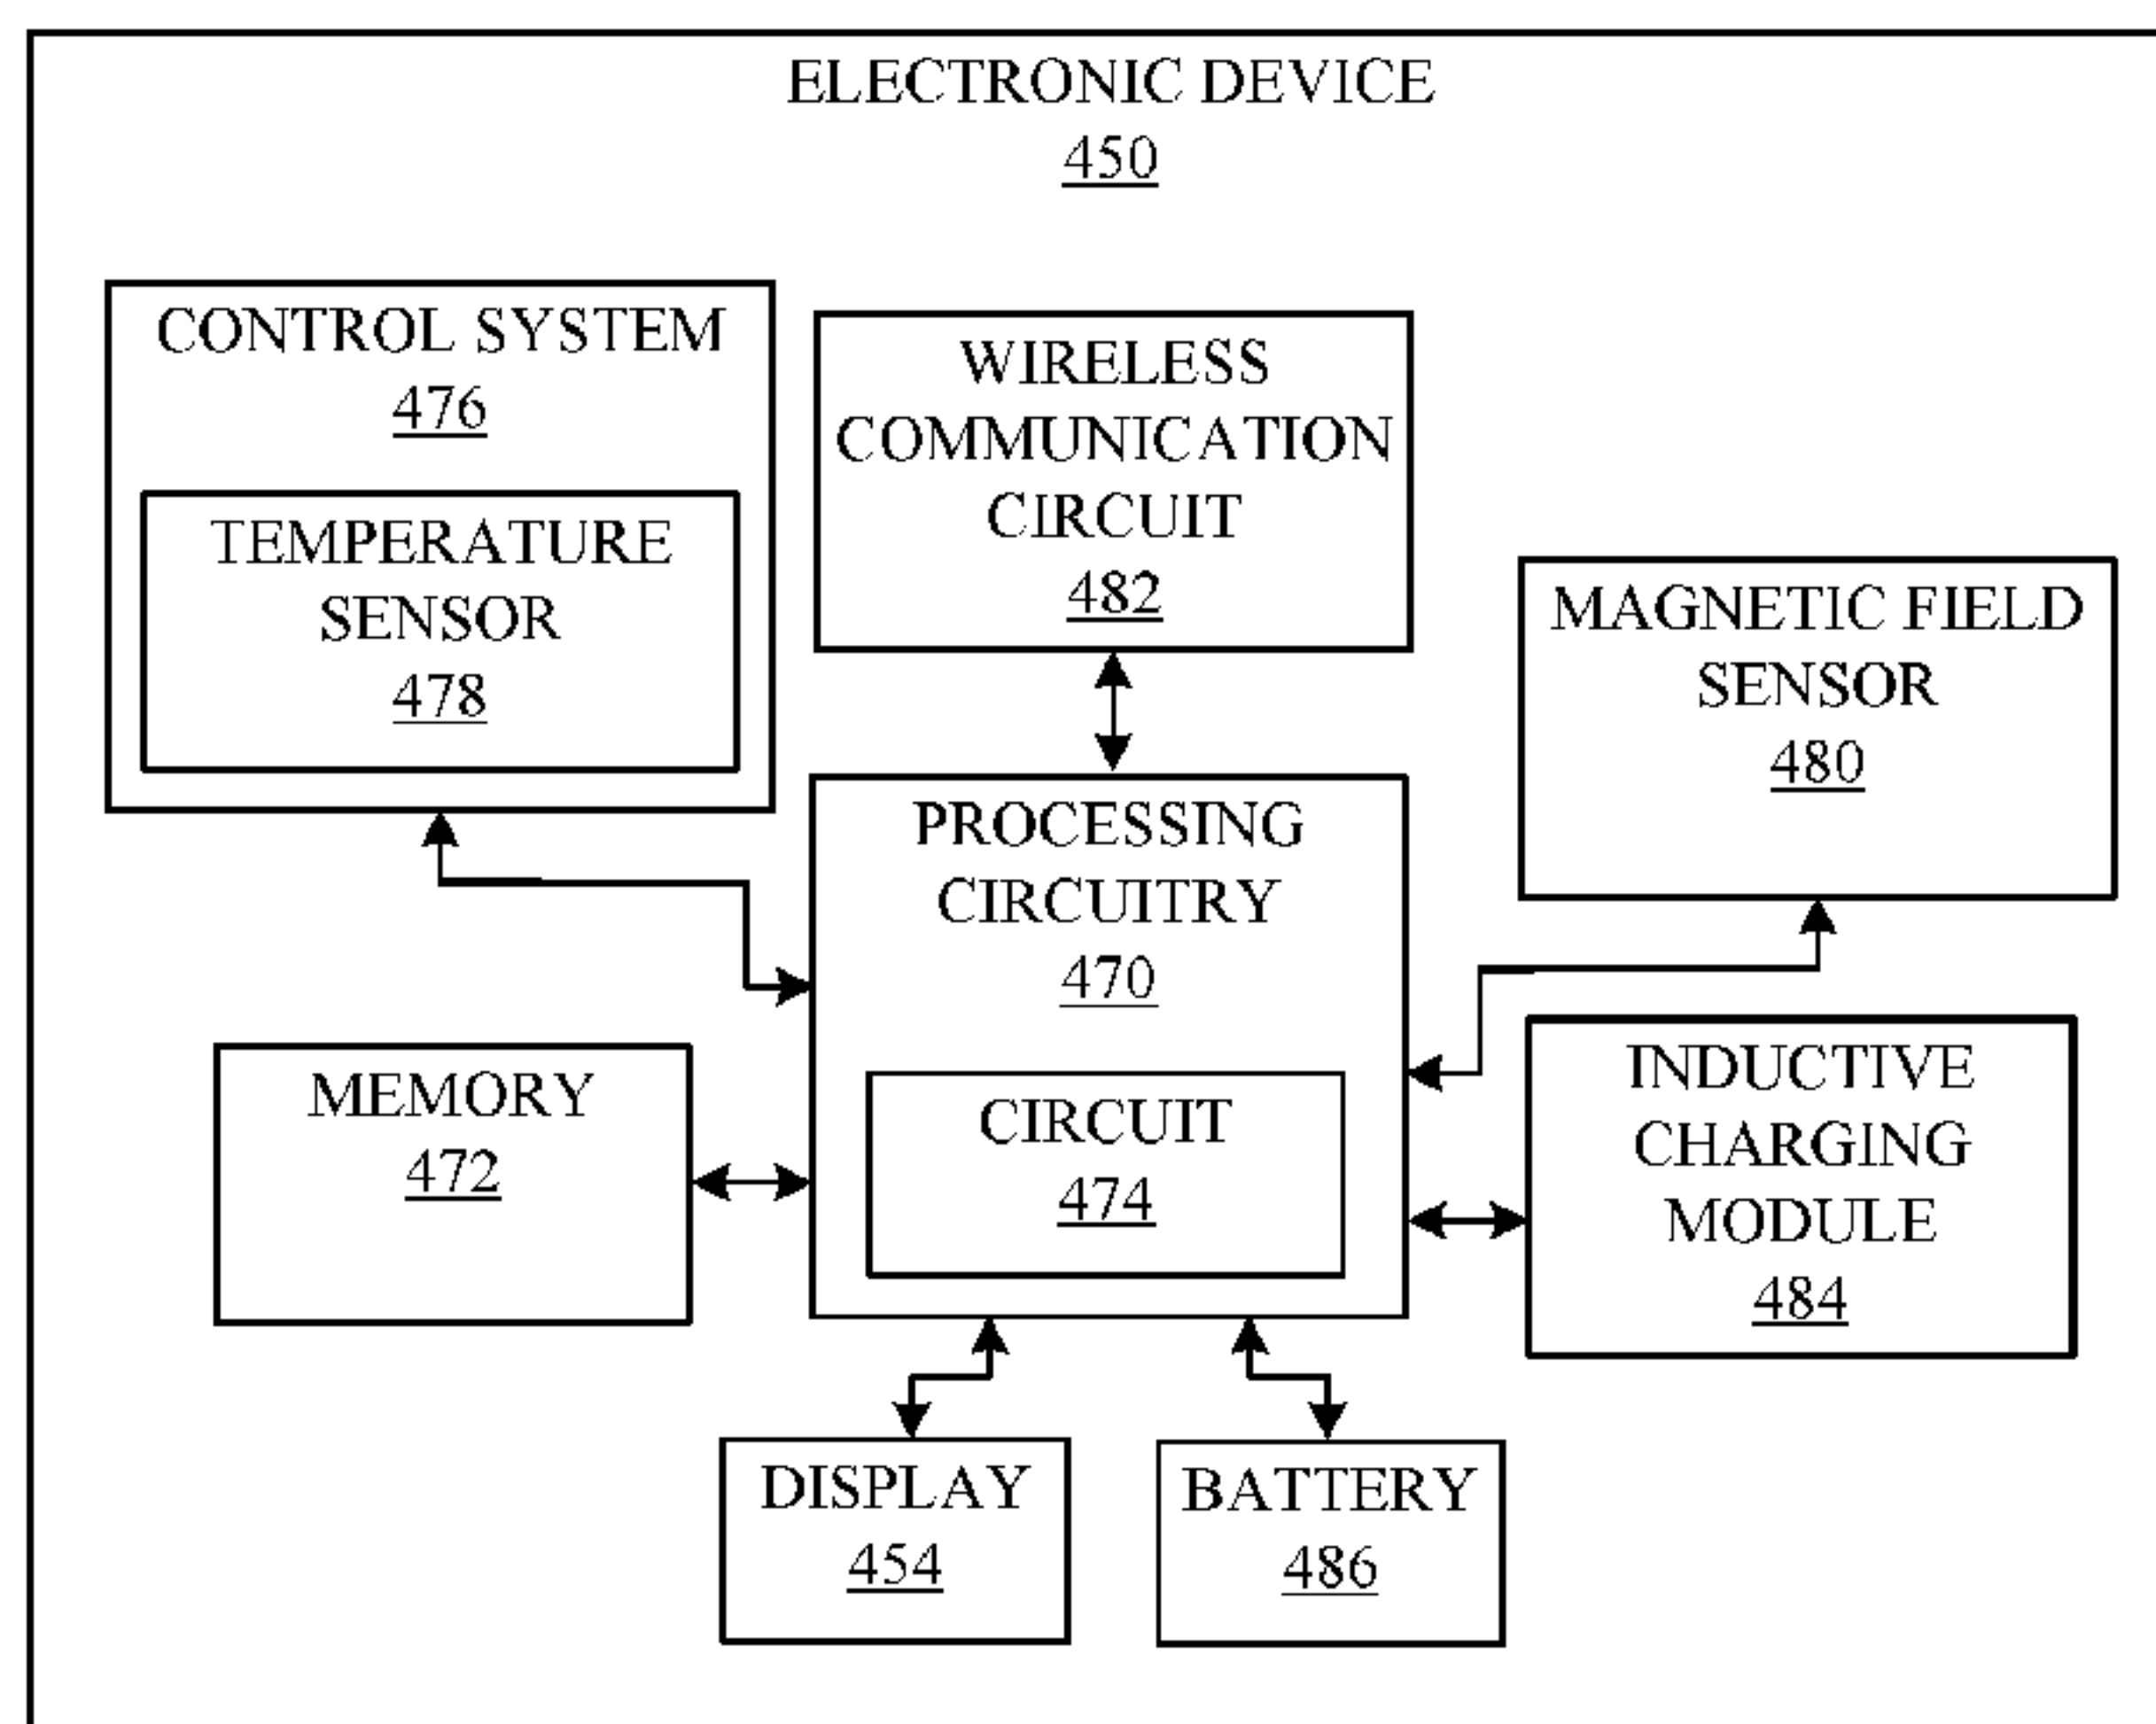 ELECTRONIC DEVICE
450
CONTROL SYSTEM
476
TEMPERATURE
SENSOR
478
WIRELESS
COMMUNICATION
CIRCUIT
482
MAGNETIC FIELD
SENSOR
480
PROCESSING
CIRCUITRY
470
CIRCUIT
474
MEMORY
472
INDUCTIVE
CHARGING
MODULE
484
DISPLAY
454
BATTERY
486